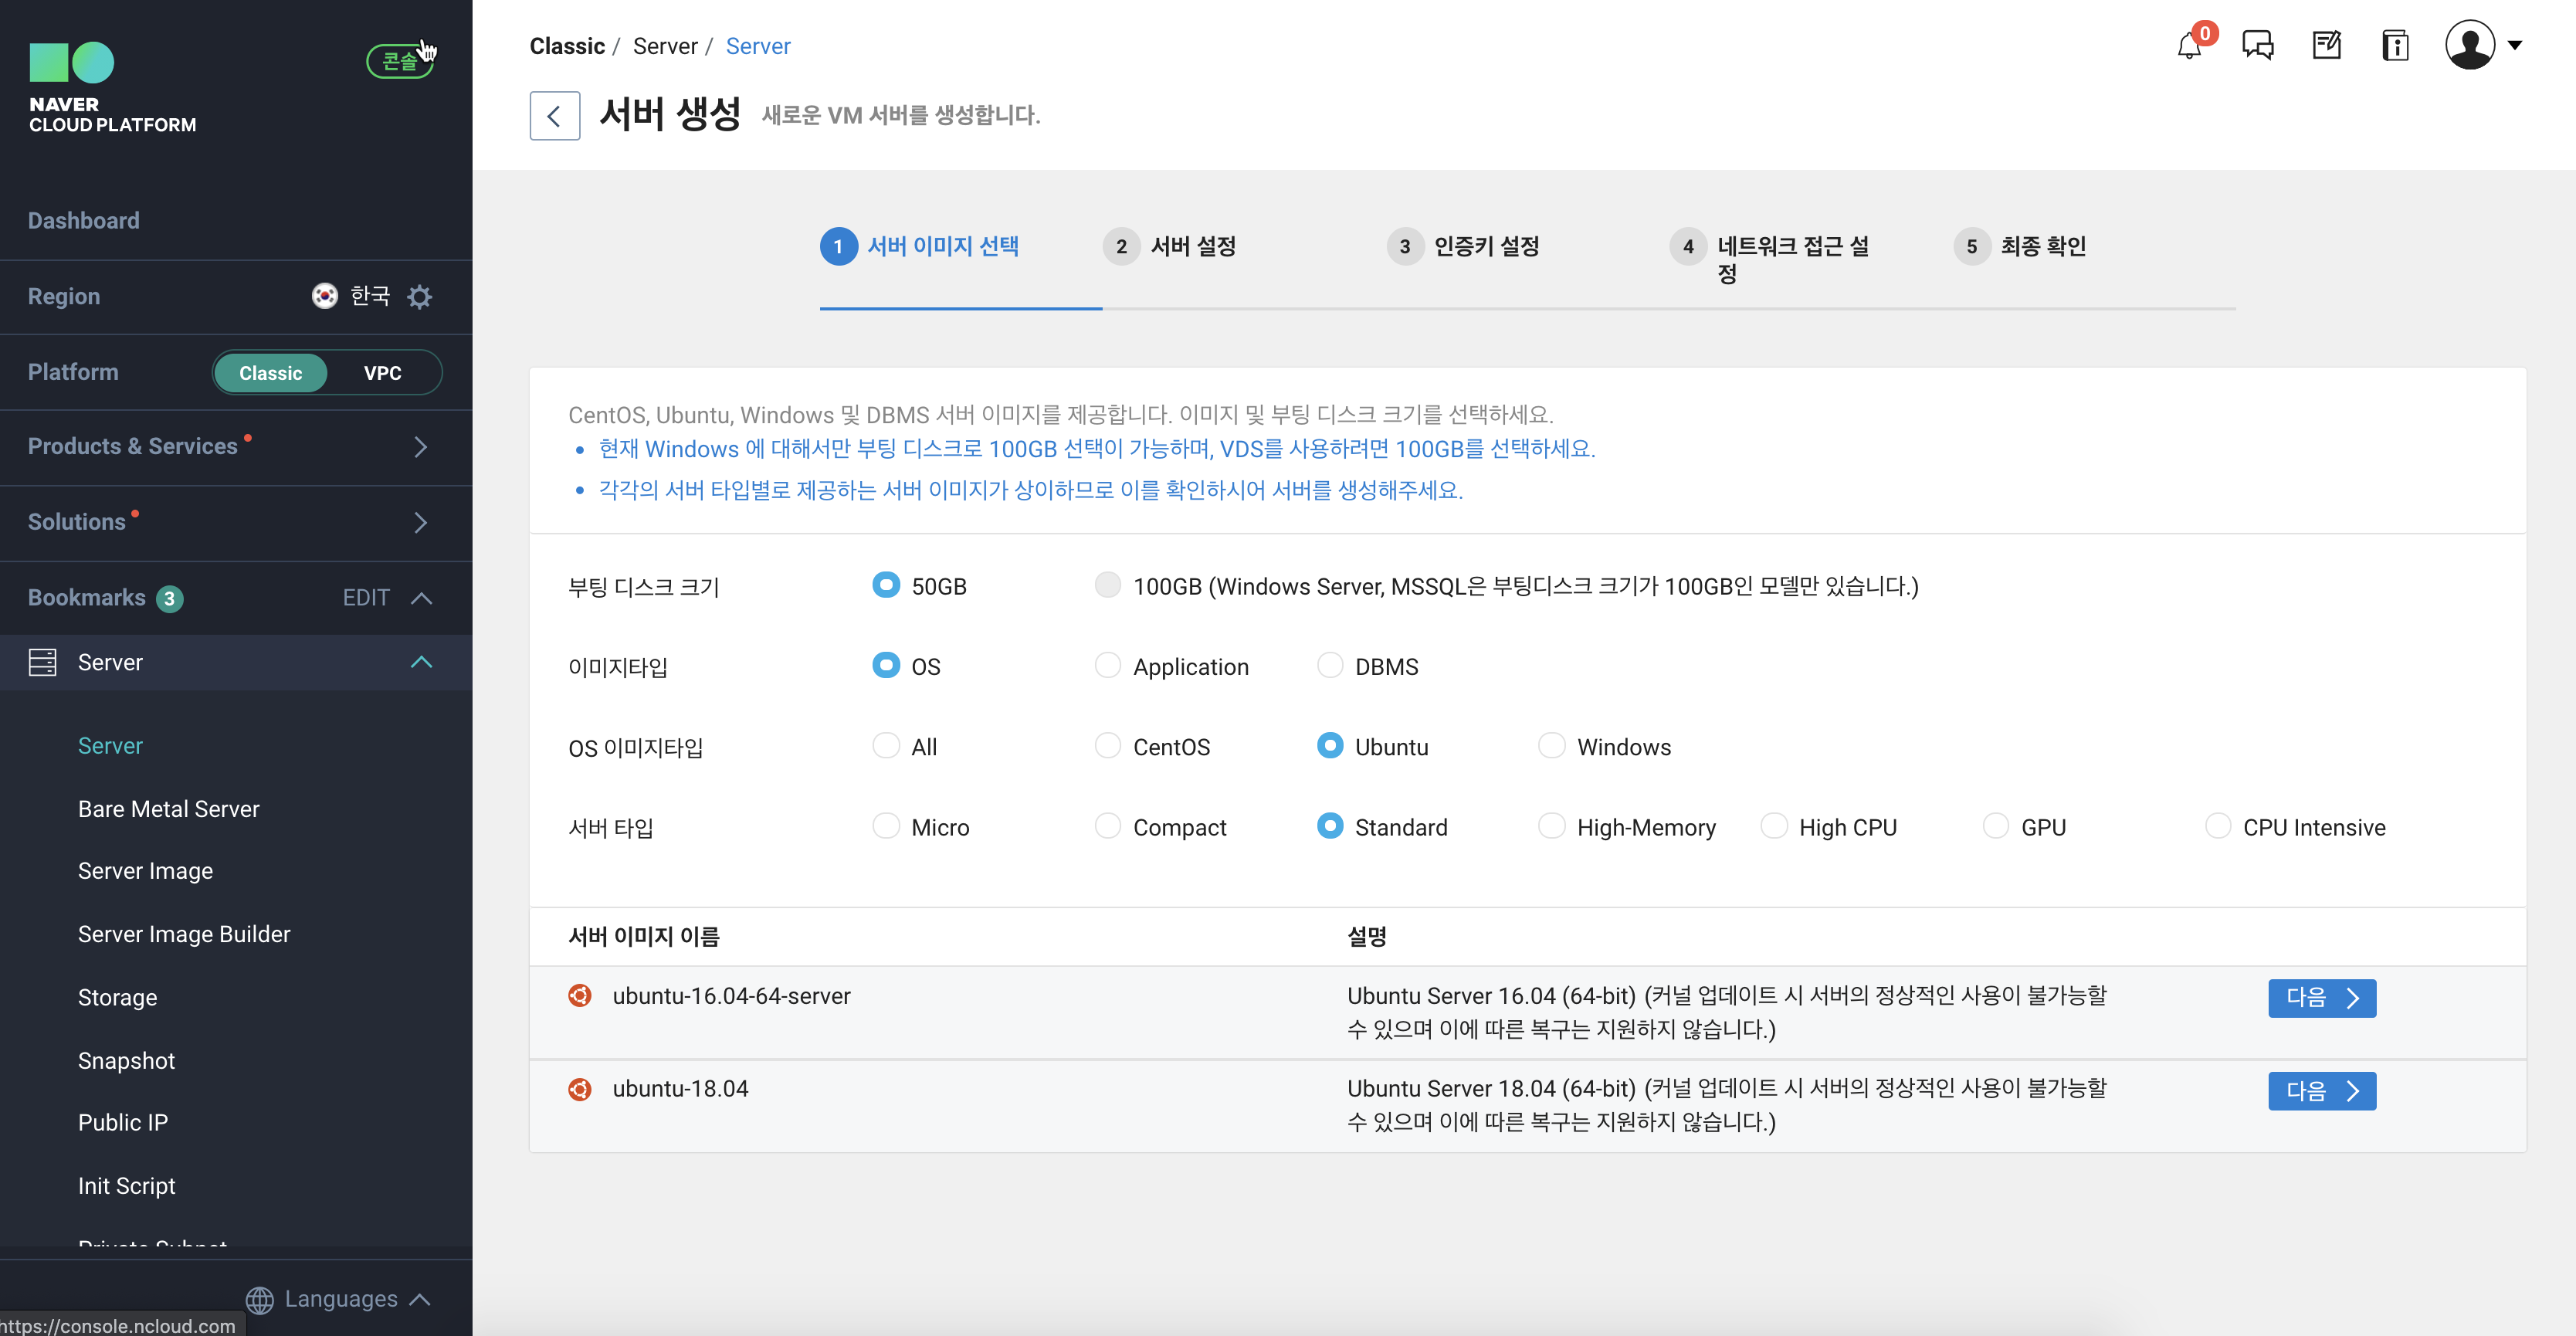 콘솔
NAVER
CLOUD PLATFORM
Dashboard
Region 한국
Platform Classic VPC
Products & Services
Solutions
Bookmarks 3 EDIT
Server
Server
Bare Metal Server
Server Image
Server Image Builder
Storage
Snapshot
Public IP
Init Script
Private Subnet
Languages
https://console.ncloud.com
Classic / Server / Server
0
서버 생성 새로운 VM 서버를 생성합니다.
1 서버 이미지 선택
2 서버 설정
3 인증키 설정
4 네트워크 접근 설
정
5 최종 확인
CentOS, Ubuntu, Windows 및 DBMS 서버 이미지를 제공합니다. 이미지 및 부팅 디스크 크기를 선택하세요.
• 현재 Windows 에 대해서만 부팅 디스크로 100GB 선택이 가능하며, VDS를 사용하려면 100GB를 선택하세요.
• 각각의 서버 타입별로 제공하는 서버 이미지가 상이하므로 이를 확인하시어 서버를 생성해주세요.
부팅 디스크 크기 50GB 100GB (Windows Server, MSSQL은 부팅디스크 크기가 100GB인 모델만 있습니다.)
이미지타입 OS Application DBMS
OS 이미지타입 All CentOS Ubuntu Windows
서버 타입 Micro Compact Standard High-Memory High CPU GPU CPU Intensive
서버 이미지 이름 설명
ubuntu-16.04-64-server Ubuntu Server 16.04 (64-bit) (커널 업데이트 시 서버의 정상적인 사용이 불가능할 다음
수 있으며 이에 따른 복구는 지원하지 않습니다.)
ubuntu-18.04 Ubuntu Server 18.04 (64-bit) (커널 업데이트 시 서버의 정상적인 사용이 불가능할 다음
수 있으며 이에 따른 복구는 지원하지 않습니다.)